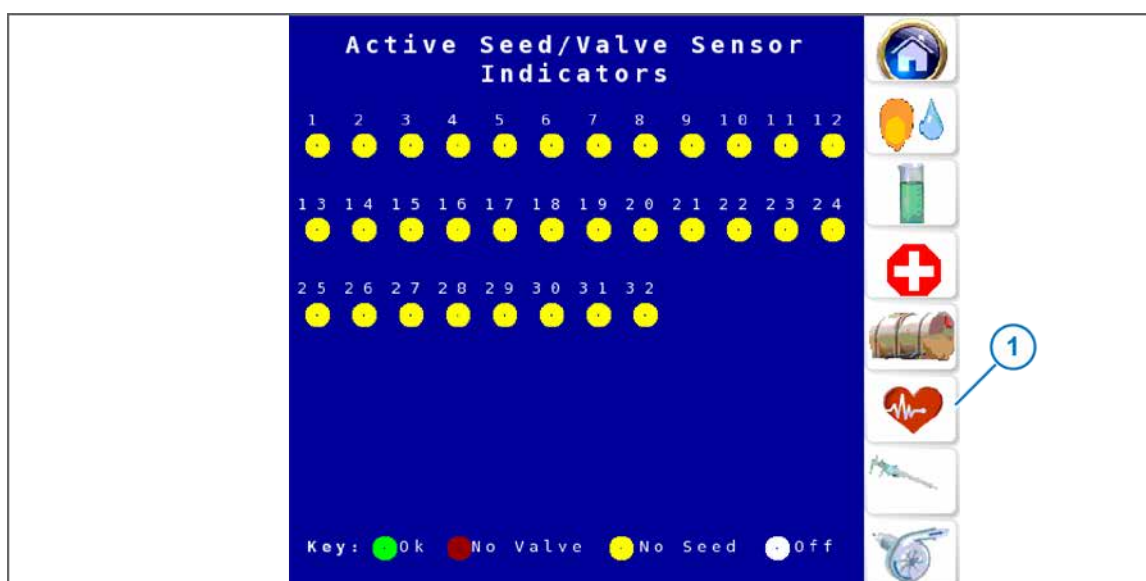 Active Seed/Valve Sensor
Indicators
1 2 3 4 5 6 7 8 9 10 11 12
13 14 15 16 17 18 19 20 21 22 23 24
25 26 27 28 29 30 31 32
1
Key: Ok No Valve No Seed Off